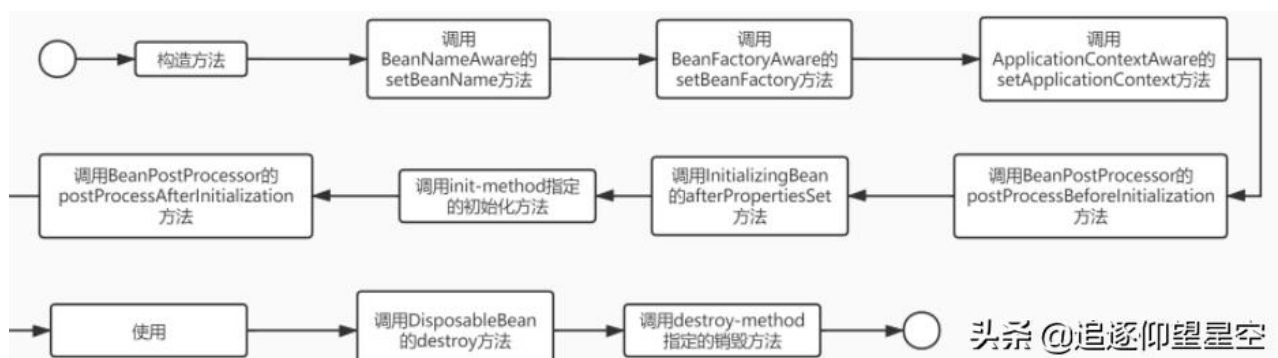 构造方法
调用
BeanNameAware的
setBeanName方法
调用
BeanFactoryAware的
setBeanFactory方法
调用
ApplicationContextAware的
setApplicationContext方法
调用BeanPostProcessor的
postProcessBeforeInitialization
方法
调用InitializingBean
的afterPropertiesSet
方法
调用init-method指定
的初始化方法
调用BeanPostProcessor的
postProcessAfterInitialization
方法
使用
调用DisposableBean
的destroy方法
调用destroy-method
指定的销毁方法
头条 @追逐仰望星空